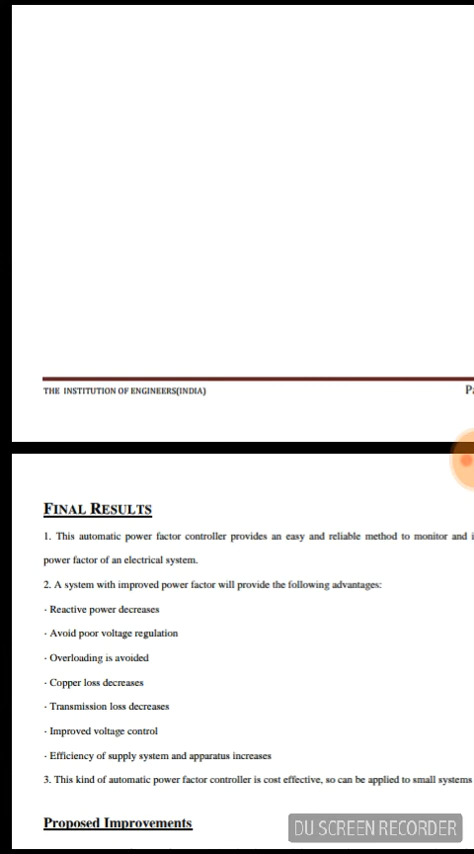 THE INSTITUTION OF ENGINEERS(INDIA)
FINAL RESULTS
1. This automatic power factor controller provides an easy and reliable method to monitor and
power factor of an electrical system.
2. A system with improved power factor will provide the following advantages:
· Reactive power decreases
· Avoid poor voltage regulation
· Overloading is avoided
· Copper loss decreases
· Transmission loss decreases
· Improved voltage control
· Efficiency of supply system and apparatus increases
3. This kind of automatic power factor controller is cost effective, so can be applied to small systems
Proposed Improvements
DU SCREEN RECORDER